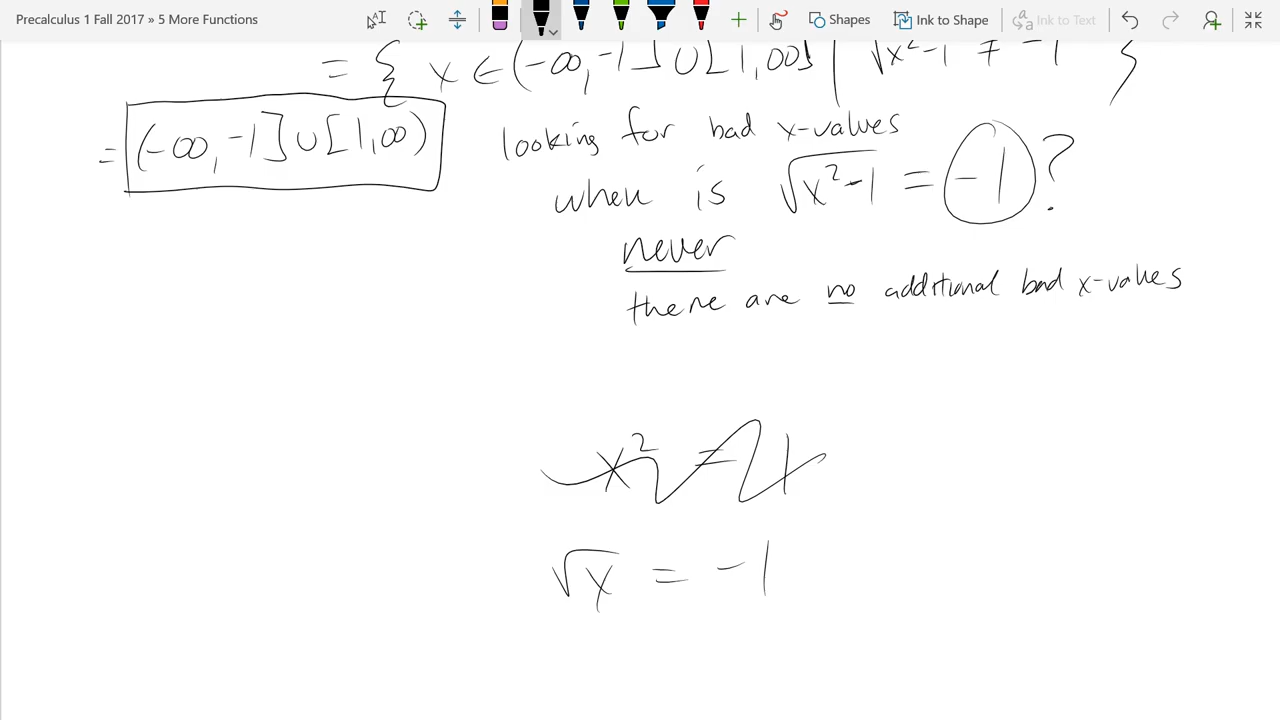 Precalculus 1 Fall 2017 » 5 More Functions
Shapes
Ink to Shape
Ink to Text
= { x ∈ (-∞, -1] ∪ [1, ∞) | √x²-1 ≠ -1 }
= (-∞, -1] ∪ [1, ∞)
looking for bad x-values
when is √x²-1 = -1 ?
never
there are no additional bad x-values
√x = -1